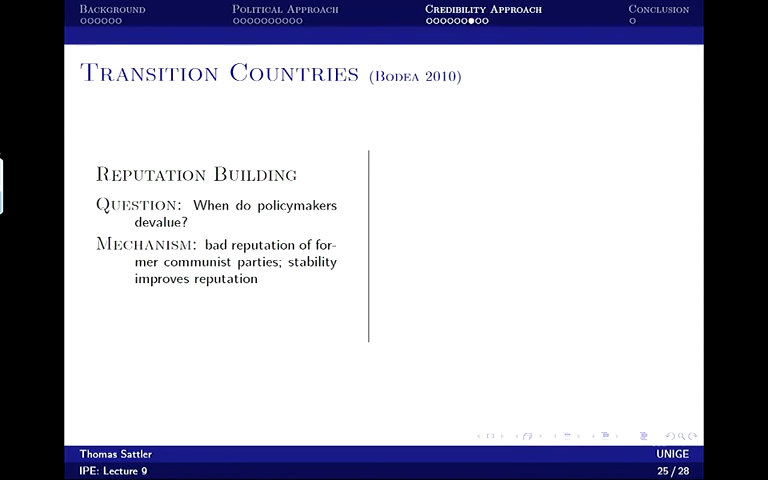 Background Political Approach Credibility Approach Conclusion
Transition Countries (Bodea 2010)
Reputation Building
Question: When do policymakers
devalue?
Mechanism: bad reputation of for-
mer communist parties; stability
improves reputation
Thomas Sattler UNIGE
IPE: Lecture 9 25 / 28